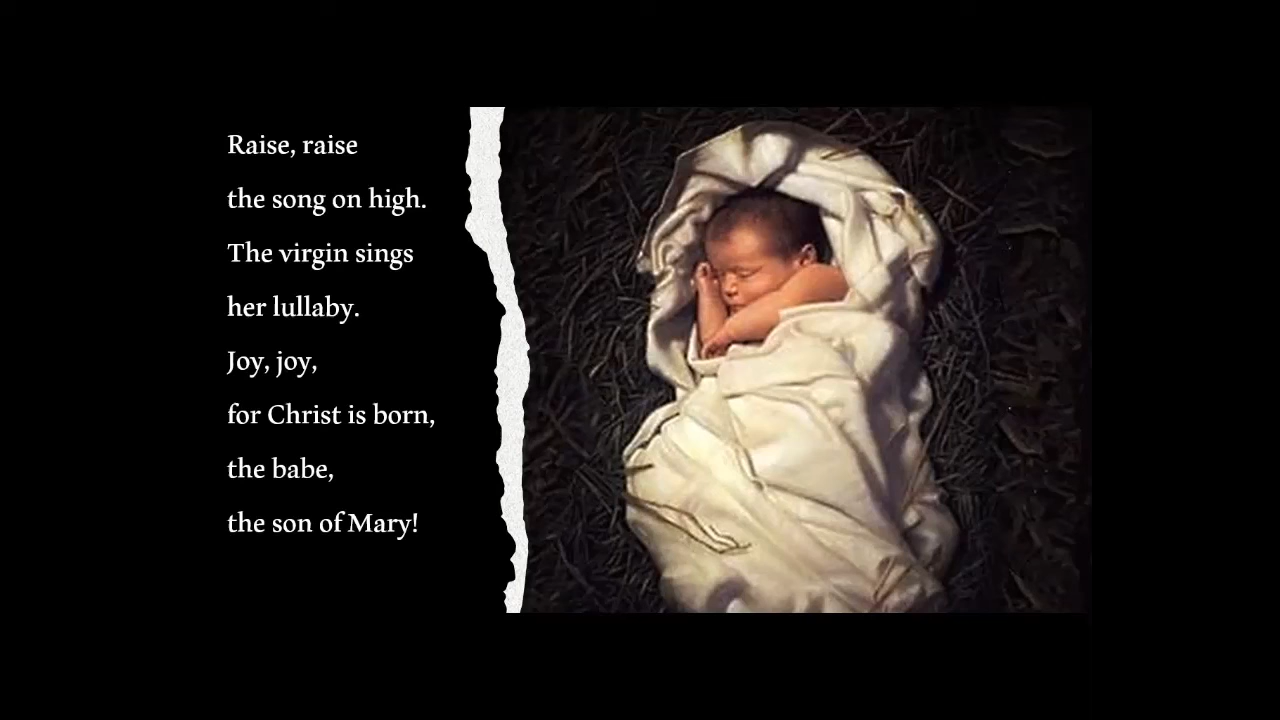 Raise, raise
the song on high.
The virgin sings
her lullaby.
Joy, joy,
for Christ is born,
the babe,
the son of Mary!